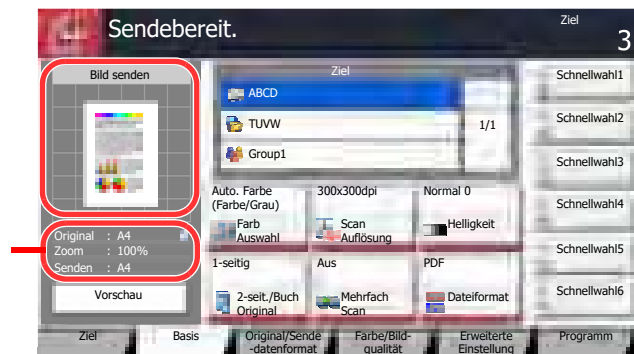 Sendebereit.
Ziel
3
Bild senden
Original : A4
Zoom : 100%
Senden : A4
Vorschau
Ziel
ABCD
TUVW
Group1
1/1
Auto. Farbe
(Farbe/Grau)
Farb
Auswahl
300x300dpi
Scan
Auflösung
Normal 0
Helligkeit
1-seitig
2-seit./Buch
Original
Aus
Mehrfach
Scan
PDF
Dateiformat
Schnellwahl1
Schnellwahl2
Schnellwahl3
Schnellwahl4
Schnellwahl5
Schnellwahl6
Ziel
Basis
Original/Sende
-datenformat
Farbe/Bild-
qualität
Erweiterte
Einstellung
Programm